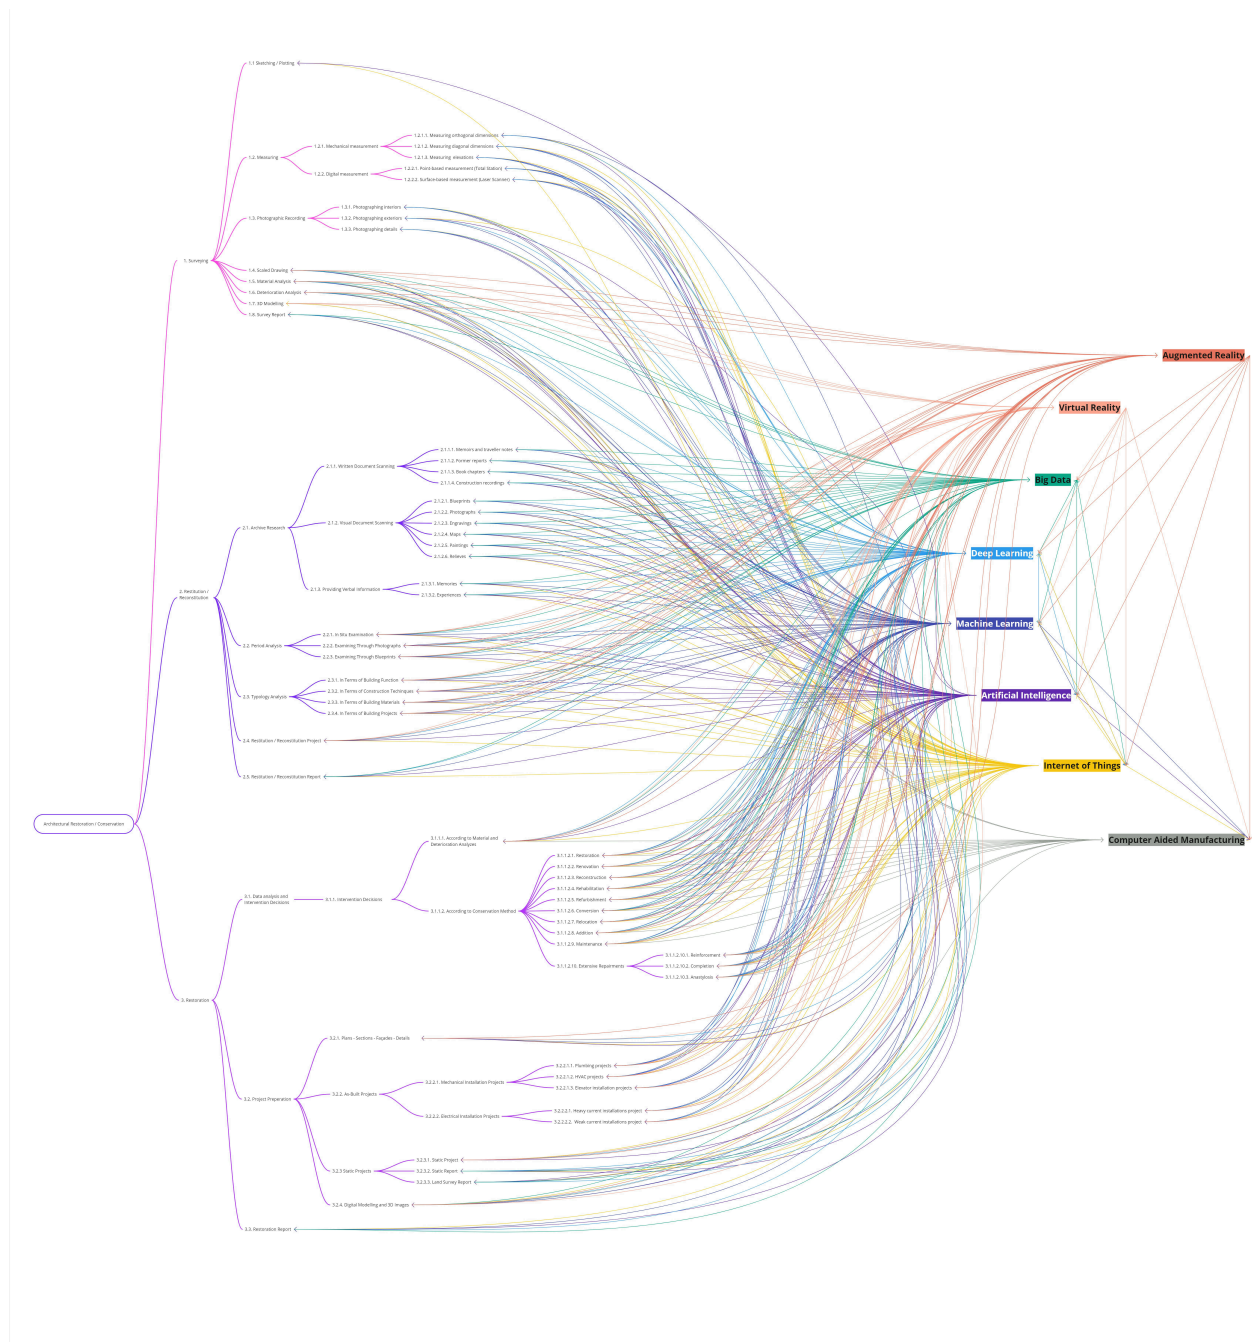 1.1 Sketching / Plotting
1.2.1.1. Measuring orthogonal dimensions
1.2.1. Mechanical measurement
1.2.1.2. Measuring diagonal dimensions
1.2. Measuring
1.2.1.3. Measuring elevations
1.2.2.1. Point-based measurement (Total Station)
1.2.2. Digital measurement
1.2.2.2. Surface-based measurement (Laser Scanner)
1.3.1. Photographing interiors
1.3. Photographic Recording
1.3.2. Photographing exteriors
1.3.3. Photographing details
1. Surveying
1.4. Scaled Drawing
1.5. Material Analysis
1.6. Deterioration Analysis
1.7. 3D Modelling
1.8. Survey Report
Augmented Reality
Virtual Reality
2.1.1.1. Memoirs and traveller notes
2.1.1.2. Former reports
2.1.1. Written Document Scanning
2.1.1.3. Book chapters
2.1.1.4. Construction recordings
Big Data
2.1.2.1. Blueprints
2.1.2.2. Photographs
2.1. Archive Research
2.1.2. Visual Document Scanning
2.1.2.3. Engravings
2.1.2.4. Maps
2.1.2.5. Paintings
2.1.2.6. Relieves
Deep Learning
2.1.3.1. Memories
2.1.3. Providing Verbal Information
2.1.3.2. Experiences
2. Restitution /
Reconstitution
Machine Learning
2.2.1. In Situ Examination
2.2. Period Analysis
2.2.2. Examining Through Photographs
2.2.3. Examining Through Blueprints
2.3.1. In Terms of Building Function
2.3.2. In Terms of Construction Techniques
2.3. Typology Analysis
2.3.3. In Terms of Building Materials
2.3.4. In Terms of Building Projects
Artificial Intelligence
2.4. Restitution / Reconstitution Project
2.5. Restitution / Reconstitution Report
Internet of Things
Architectural Restoration / Conservation
Computer Aided Manufacturing
3.1.1.1. According to Material and
Deterioration Analyzes
3.1.1.2.1. Restoration
3.1.1.2.2. Renovation
3.1.1.2.3. Reconstruction
3.1.1.2.4. Rehabilitation
3.1. Data analysis and
Intervention Decisions
3.1.1. Intervention Decisions
3.1.1.2.5. Refurbishment
3.1.1.2. According to Conservation Method
3.1.1.2.6. Conversion
3.1.1.2.7. Relocation
3.1.1.2.8. Addition
3.1.1.2.9. Maintenance
3.1.1.2.10.1. Reinforcement
3.1.1.2.10. Extensive Repairments
3.1.1.2.10.2. Completion
3.1.1.2.10.3. Anastylosis
3. Restoration
3.2.1. Plans - Sections - Façades - Details
3.2.2.1.1. Plumbing projects
3.2.2.1. Mechanical Installation Projects
3.2.2.1.2. HVAC projects
3.2.2.1.3. Elevator installation projects
3.2.2. As-Built Projects
3.2. Project Preperation
3.2.2.2.1. Heavy current installations project
3.2.2.2. Electrical Installation Projects
3.2.2.2.2. Weak current installations project
3.2.3.1. Static Project
3.2.3 Static Projects
3.2.3.2. Static Report
3.2.3.3. Land Survey Report
3.2.4. Digital Modelling and 3D Images
3.3. Restoration Report